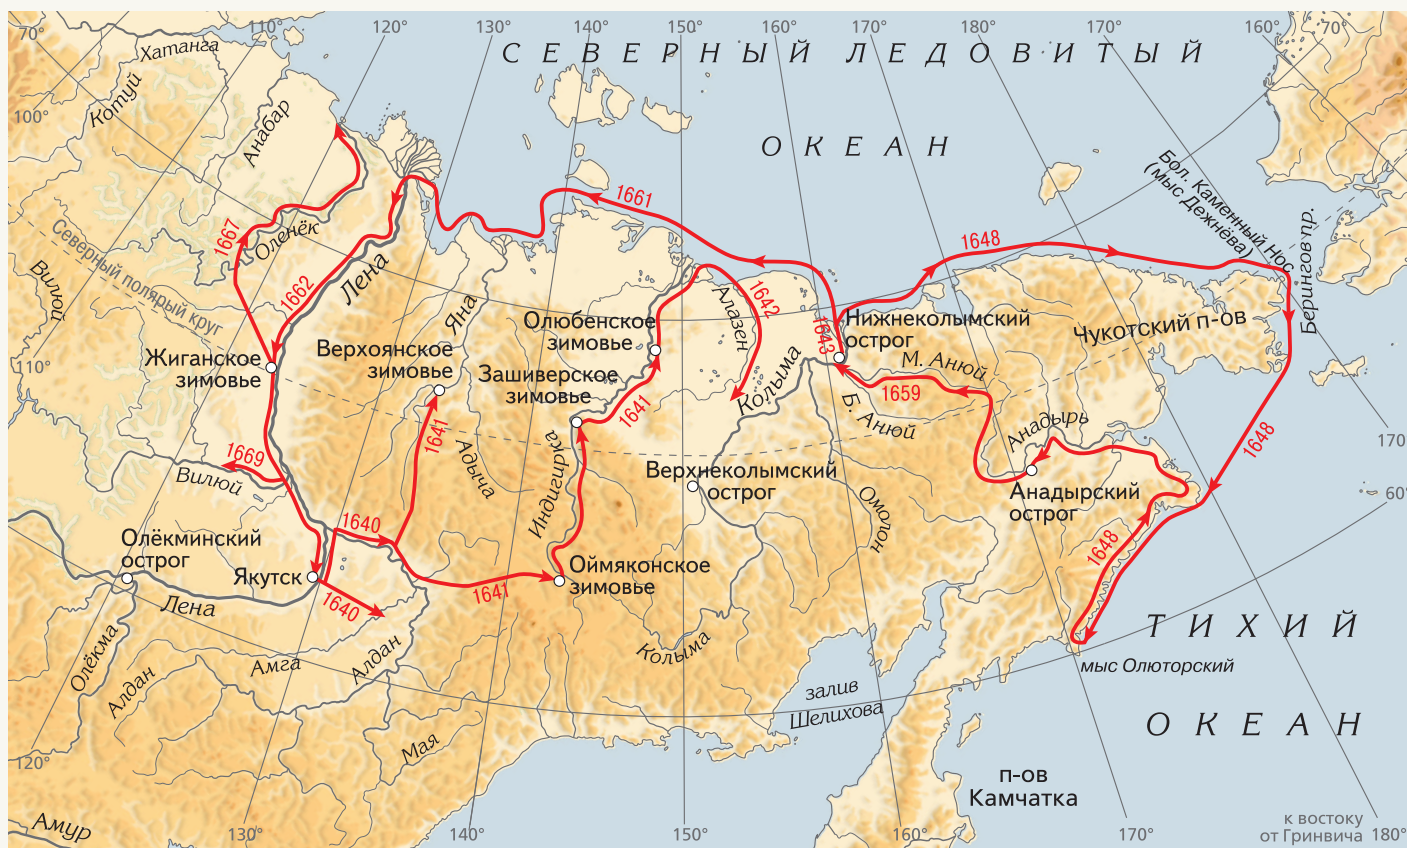 110°
120°
130°
140°
150°
160°
170°
180°
170°
160°
70°
70°
СЕВЕРНЫЙ ЛЕДОВИТЫЙ
ОКЕАН
Хатанга
Котуй
Анабар
100°
1661
Бол. Каменный Нос
(мыс Дежнёва)
Берингов пр.
1667
Оленёк
Северный полярный круг
Вилюй
1648
1662
Лена
Яна
Алазея
1642
1643
Олюбенское
зимовье
Нижнеколымский
острог
Чукотский п-ов
Жиганское
зимовье
Верхоянское
зимовье
Зашиверское
зимовье
110°
М. Анюй
1659
Б. Анюй
Колыма
Анадырь
1641
1641
Адыча
Индигирка
1669
Вилюй
Верхнеколымский
острог
Омолон
Анадырский
острог
1648
170°
60°
1640
Олёкминский
острог
Якутск
1640
Лена
1641
Оймяконское
зимовье
1648
Олёкма
Алдан
Амга
Алдан
Колыма
ТИХИЙ
мыс Олюторский
залив
Шелихова
ОКЕАН
Мая
120°
п-ов
Камчатка
Амур
130°
140°
150°
160°
170°
к востоку
от Гринвича
180°